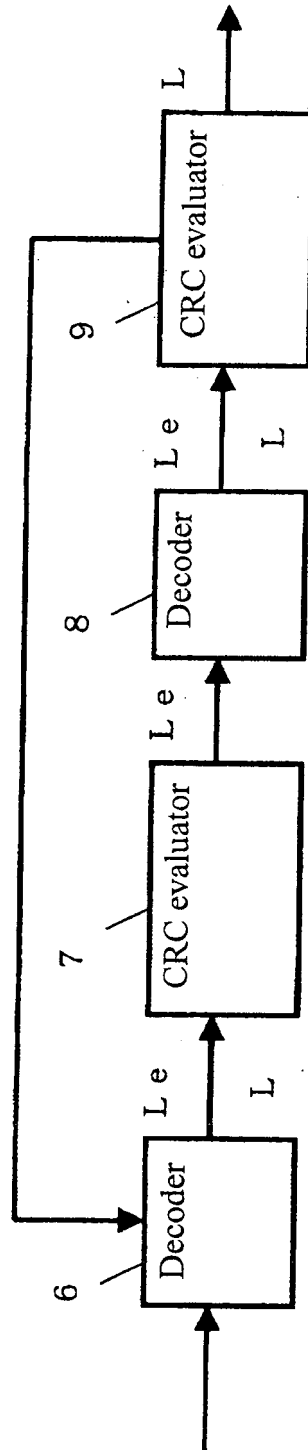 6
Decoder
L e
L
7
CRC evaluator
L e
8
Decoder
L e
L
9
CRC evaluator
L